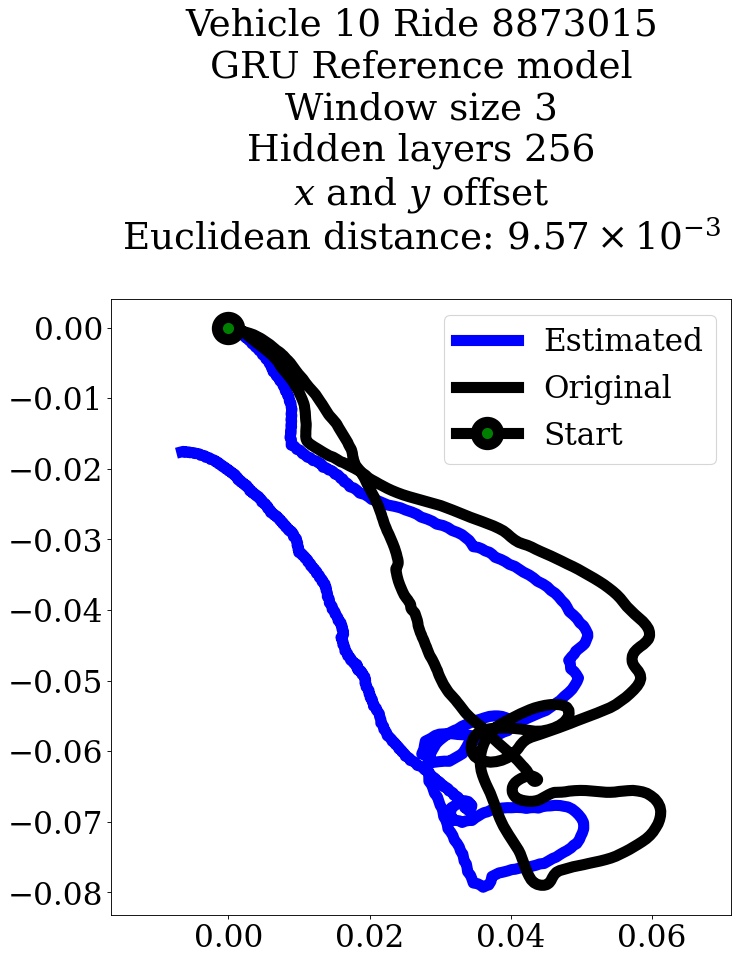 Vehicle 10 Ride 8873015
GRU Reference model
Window size 3
Hidden layers 256
x and y offset
Euclidean distance: 9.57 × 10⁻³
Estimated
Original
Start
0.00
−0.01
−0.02
−0.03
−0.04
−0.05
−0.06
−0.07
−0.08
0.00 0.02 0.04 0.06